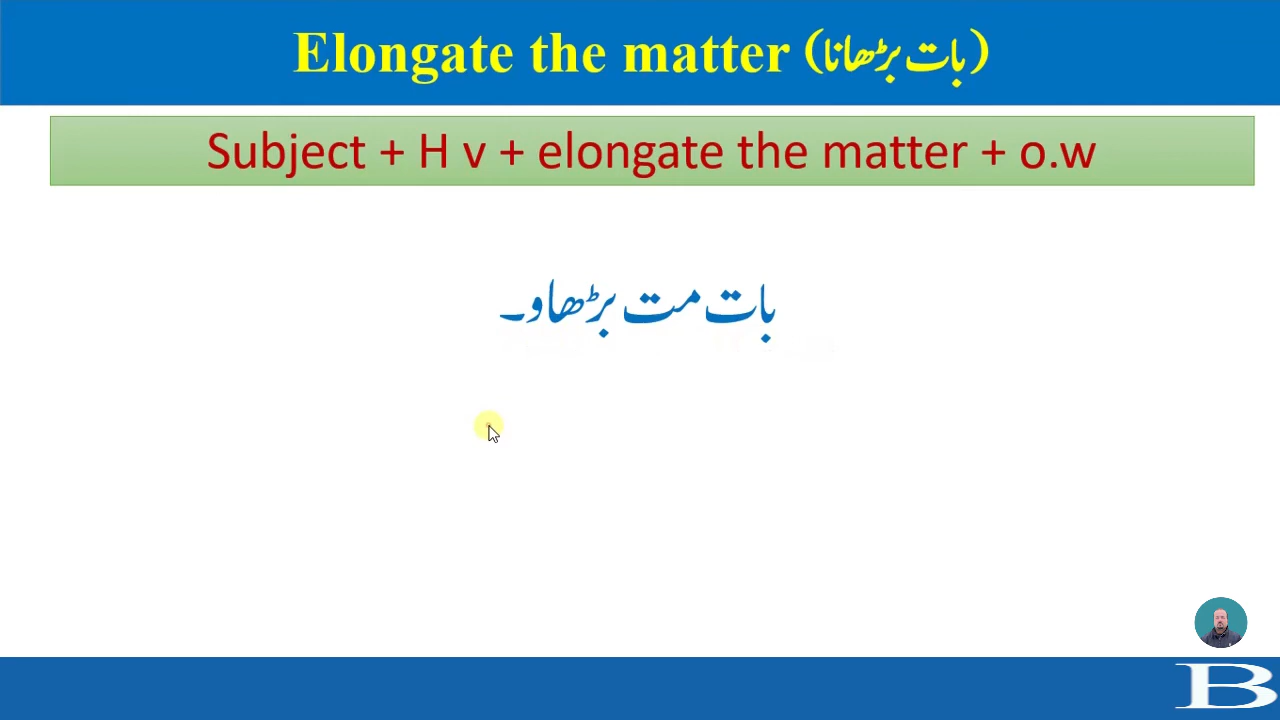 Elongate the matter (بات بڑھانا)
Subject + H v + elongate the matter + o.w
بات مت بڑھاو۔
B